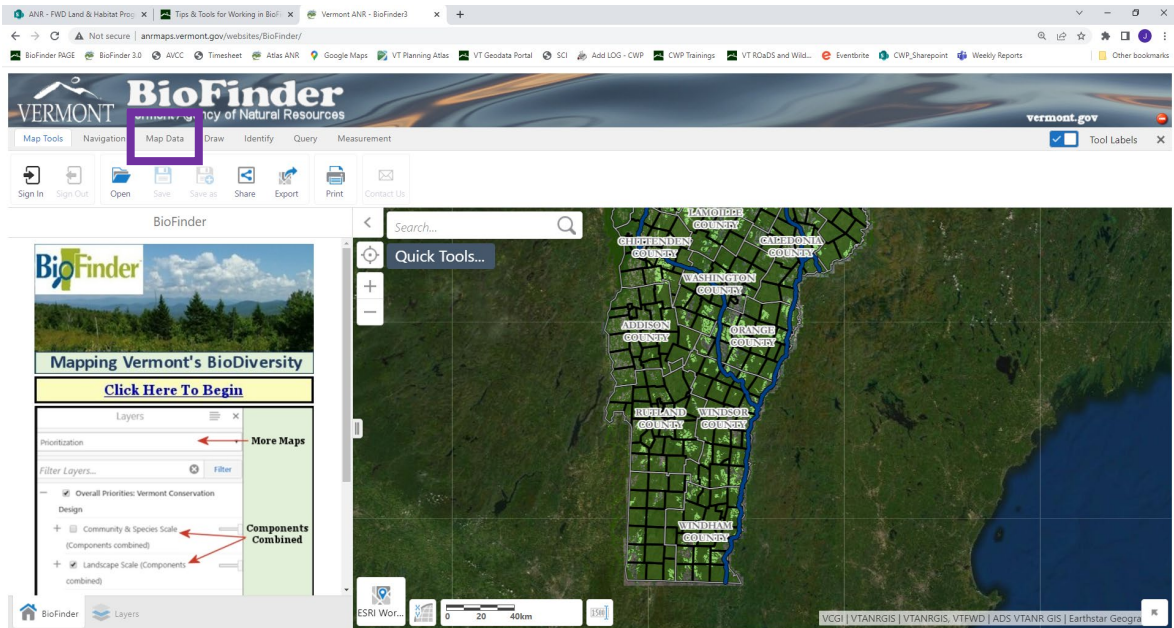 ANR - FWD Land & Habitat Prog
Tips & Tools for Working in BioF
Vermont ANR - BioFinder3
Not secure | anrmaps.vermont.gov/websites/BioFinder/
BioFinder PAGE
BioFinder 3.0
AVCC
Timesheet
Atlas ANR
Google Maps
VT Planning Atlas
VT Geodata Portal
SCI
Add LOG - CWP
CWP Trainings
VT ROaDS and Wild...
Eventbrite
CWP_Sharepoint
Weekly Reports
Other bookmarks
VERMONT
BioFinder
Agency of Natural Resources
vermont.gov
Map Tools
Navigation
Map Data
Draw
Identify
Query
Measurement
Tool Labels
Sign In
Sign Out
Open
Save
Save as
Share
Export
Print
Contact Us
BioFinder
BioFinder
Mapping Vermont's BioDiversity
Click Here To Begin
Layers
Prioritization
More Maps
Filter Layers...
Filter
Overall Priorities: Vermont Conservation
Design
Community & Species Scale
(Components combined)
Components
Combined
Landscape Scale (Components
combined)
BioFinder
Layers
Search...
Quick Tools...
LAMOILLE
COUNTY
CHITTENDEN
COUNTY
CALEDONIA
COUNTY
WASHINGTON
COUNTY
ADDISON
COUNTY
ORANGE
COUNTY
RUTLAND
COUNTY
WINDSOR
COUNTY
WINDHAM
COUNTY
ESRI Wor...
0 20 40km
VCGI | VTANRGIS | VTANRGIS, VTFWD | ADS VTANR GIS | Earthstar Geogra